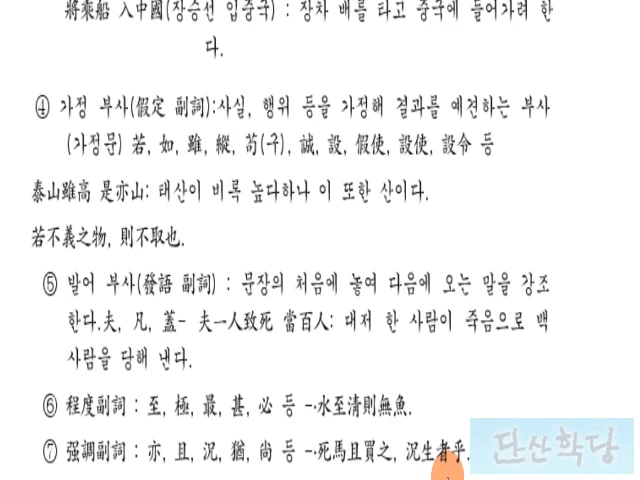 將乘船 入中國(장승선 입중국) : 장차 배를 타고 중국에 들어가려 한
다.
④ 가정 부사(假定 副詞):사실, 행위 등을 가정해 결과를 예견하는 부사
(가정문) 若, 如, 雖, 縱, 苟(구), 誠, 設, 假使, 設使, 設令 등
泰山雖高 是亦山: 태산이 비록 높다하나 이 또한 산이다.
若不義之物, 則不取也.
⑤ 발어 부사(發語 副詞) : 문장의 처음에 놓여 다음에 오는 말을 강조
한다.夫, 凡, 蓋- 夫一人致死 當百人: 대저 한 사람이 죽음으로 백
사람을 당해 낸다.
⑥ 程度副詞 : 至, 極, 最, 甚, 必 등 -·水至清則無魚.
⑦ 强調副詞 : 亦, 且, 況, 猶, 尚 등 -·死馬且買之, 況生者乎.
단산학당